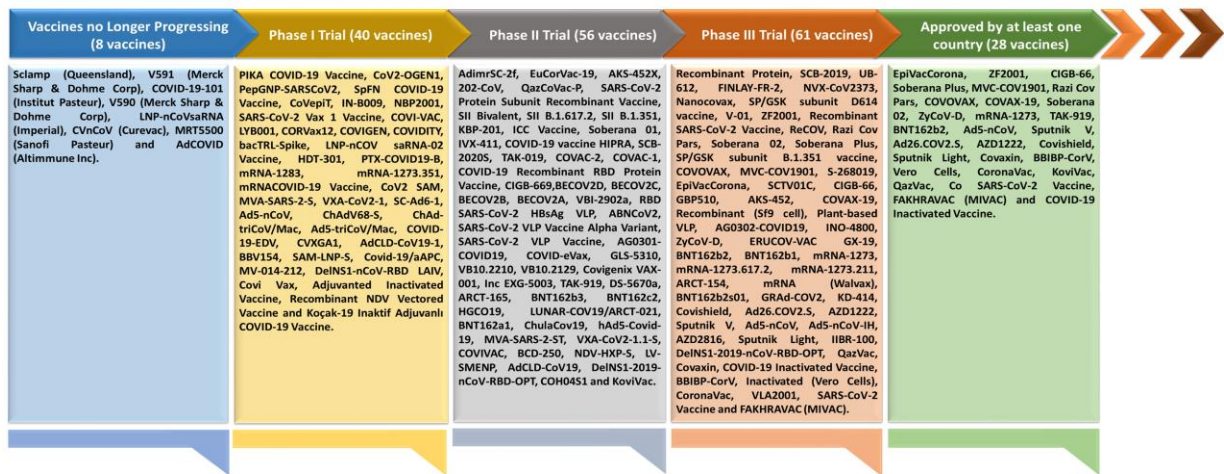 Vaccines no Longer Progressing
(8 vaccines)
Phase I Trial (40 vaccines)
Phase II Trial (56 vaccines)
Phase III Trial (61 vaccines)
Approved by at least one
country (28 vaccines)
Sclamp (Queensland), V591 (Merck
Sharp & Dohme Corp), COVID-19-101
(Institut Pasteur), V590 (Merck Sharp &
Dohme Corp), LNP-nCoVsaRNA
(Imperial), CVnCoV (Curevac), MRT5500
(Sanofi Pasteur) and AdCOVID
(Altimmune Inc).
PIKA COVID-19 Vaccine, CoV2-OGEN1,
PepGNP-SARSCoV2, SpFN COVID-19
Vaccine, CoVepiT, IN-B009, NBP2001,
SARS-CoV-2 Vax 1 Vaccine, COVI-VAC,
LYB001, CORVax12, COVIGEN, COVIDITY,
bacTRL-Spike, LNP-nCOV saRNA-02
Vaccine, HDT-301, PTX-COVID19-B,
mRNA-1283, mRNA-1273.351,
mRNACOVID-19 Vaccine, CoV2 SAM,
MVA-SARS-2-S, VXA-CoV2-1, SC-Ad6-1,
Ad5-nCoV, ChAdV68-S, ChAd-
triCoV/Mac, Ad5-triCoV/Mac, COVID-
19-EDV, CVXGA1, AdCLD-CoV19-1,
BBV154, SAM-LNP-S, Covid-19/aAPC,
MV-014-212, DelNS1-nCoV-RBD LAIV,
Covi Vax, Adjuvanted Inactivated
Vaccine, Recombinant NDV Vectored
Vaccine and Koçak-19 Inaktif Adjuvanlı
COVID-19 Vaccine.
AdimrSC-2f, EuCorVac-19, AKS-452X,
202-CoV, QazCoVac-P, SARS-CoV-2
Protein Subunit Recombinant Vaccine,
SII Bivalent, SII B.1.617.2, SII B.1.351,
KBP-201, ICC Vaccine, Soberana 01,
IVX-411, COVID-19 vaccine HIPRA, SCB-
2020S, TAK-019, COVAC-2, COVAC-1,
COVID-19 Recombinant RBD Protein
Vaccine, CIGB-669,BECOV2D, BECOV2C,
BECOV2B, BECOV2A, VBI-2902a, RBD
SARS-CoV-2 HBsAg VLP, ABNCoV2,
SARS-CoV-2 VLP Vaccine Alpha Variant,
SARS-CoV-2 VLP Vaccine, AG0301-
COVID19, COVID-eVax, GLS-5310,
VB10.2210, VB10.2129, Covigenix VAX-
001, Inc EXG-5003, TAK-919, DS-5670a,
ARCT-165, BNT162b3, BNT162c2,
HGCO19, LUNAR-COV19/ARCT-021,
BNT162a1, ChulaCov19, hAd5-Covid-
19, MVA-SARS-2-ST, VXA-CoV2-1.1-S,
COVIVAC, BCD-250, NDV-HXP-S, LV-
SMENP, AdCLD-CoV19, DelNS1-2019-
nCoV-RBD-OPT, COH04S1 and KoviVac.
Recombinant Protein, SCB-2019, UB-
612, FINLAY-FR-2, NVX-CoV2373,
Nanocovax, SP/GSK subunit D614
vaccine, V-01, ZF2001, Recombinant
SARS-CoV-2 Vaccine, ReCOV, Razi Cov
Pars, Soberana 02, Soberana Plus,
SP/GSK subunit B.1.351 vaccine,
COVOVAX, MVC-COV1901, S-268019,
EpiVacCorona, SCTV01C, CIGB-66,
GBP510, AKS-452, COVAX-19,
Recombinant (Sf9 cell), Plant-based
VLP, AG0302-COVID19, INO-4800,
ZyCoV-D, ERUCOV-VAC GX-19,
BNT162b2, BNT162b1, mRNA-1273,
mRNA-1273.617.2, mRNA-1273.211,
ARCT-154, mRNA (Walvax),
BNT162b2s01, GRAd-COV2, KD-414,
Covishield, Ad26.COV2.S, AZD1222,
Sputnik V, Ad5-nCoV, Ad5-nCoV-IH,
AZD2816, Sputnik Light, IIBR-100,
DelNS1-2019-nCoV-RBD-OPT, QazVac,
Covaxin, COVID-19 Inactivated Vaccine,
BBIBP-CorV, Inactivated (Vero Cells),
CoronaVac, VLA2001, SARS-CoV-2
Vaccine and FAKHRAVAC (MIVAC).
EpiVacCorona, ZF2001, CIGB-66,
Soberana Plus, MVC-COV1901, Razi Cov
Pars, COVOVAX, COVAX-19, Soberana
02, ZyCoV-D, mRNA-1273, TAK-919,
BNT162b2, Ad5-nCoV, Sputnik V,
Ad26.COV2.S, AZD1222, Covishield,
Sputnik Light, Covaxin, BBIBP-CorV,
Vero Cells, CoronaVac, KoviVac,
QazVac, Co SARS-CoV-2 Vaccine,
FAKHRAVAC (MIVAC) and COVID-19
Inactivated Vaccine.